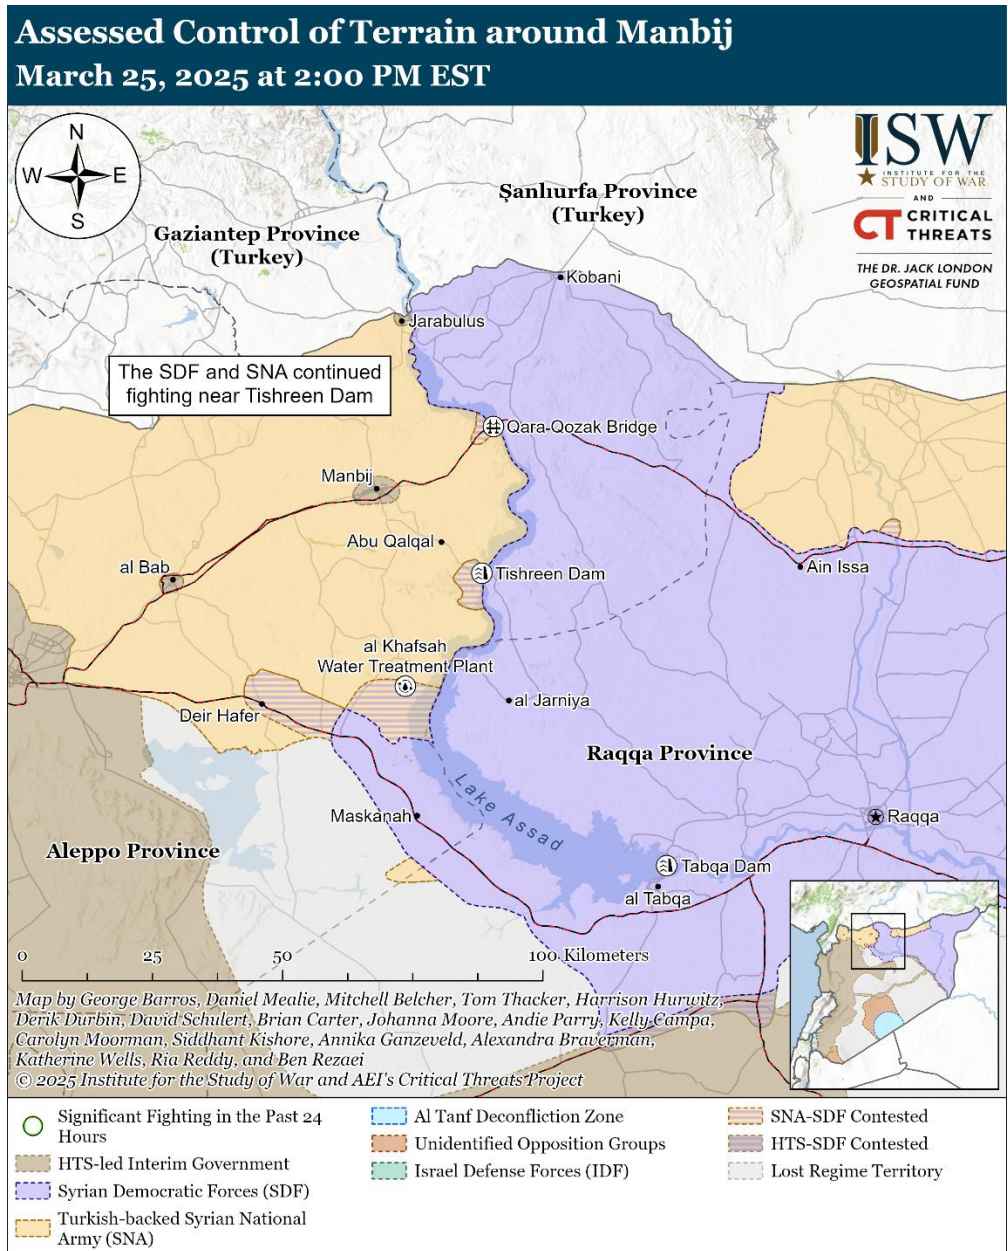 Assessed Control of Terrain around Manbij
March 25, 2025 at 2:00 PM EST
N
W
E
S
ISW
INSTITUTE FOR THE
STUDY OF WAR
AND
CT CRITICAL
THREATS
THE DR. JACK LONDON
GEOSPATIAL FUND
Şanlıurfa Province
(Turkey)
Gaziantep Province
(Turkey)
Kobani
Jarabulus
The SDF and SNA continued
fighting near Tishreen Dam
Qara-Qozak Bridge
Manbij
Abu Qalqal
al Bab
Tishreen Dam
Ain Issa
al Khafsah
Water Treatment Plant
al Jarniya
Deir Hafer
Raqqa Province
Lake Assad
Maskanah
Raqqa
Aleppo Province
Tabqa Dam
al Tabqa
0
25
50
100 Kilometers
Map by George Barros, Daniel Mealie, Mitchell Belcher, Tom Thacker, Harrison Hurwitz,
Derik Durbin, David Schulert, Brian Carter, Johanna Moore, Andie Parry, Kelly Campa,
Carolyn Moorman, Siddhant Kishore, Annika Ganzeveld, Alexandra Braverman,
Katherine Wells, Ria Reddy, and Ben Rezaei
© 2025 Institute for the Study of War and AEI's Critical Threats Project
Significant Fighting in the Past 24
Hours
HTS-led Interim Government
Syrian Democratic Forces (SDF)
Turkish-backed Syrian National
Army (SNA)
Al Tanf Deconfliction Zone
Unidentified Opposition Groups
Israel Defense Forces (IDF)
SNA-SDF Contested
HTS-SDF Contested
Lost Regime Territory